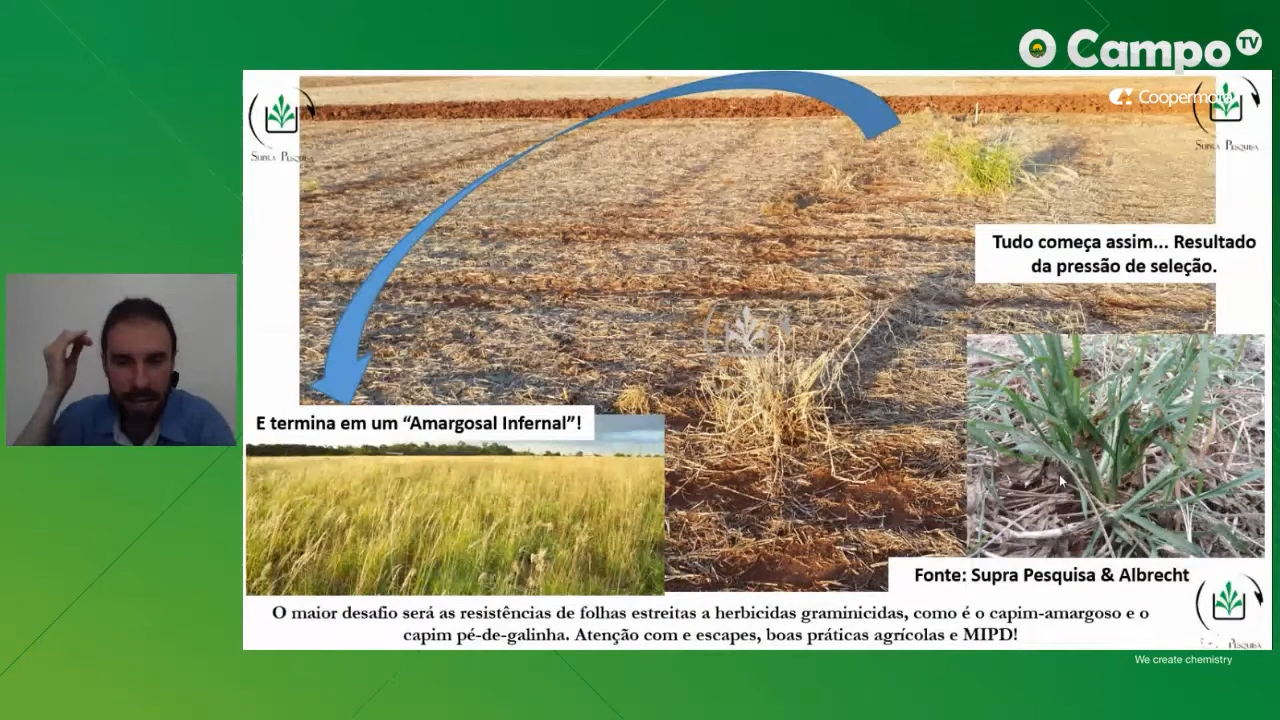 O Campo TV
Coopermota
SUPRA PESQUISA
SUPRA PESQUISA
Tudo começa assim... Resultado
da pressão de seleção.
E termina em um “Amargosal Infernal”!
Fonte: Supra Pesquisa & Albrecht
O maior desafio será as resistências de folhas estreitas a herbicidas graminicidas, como é o capim-amargoso e o
capim pé-de-galinha. Atenção com e escapes, boas práticas agrícolas e MIPD!
PESQUISA
We create chemistry